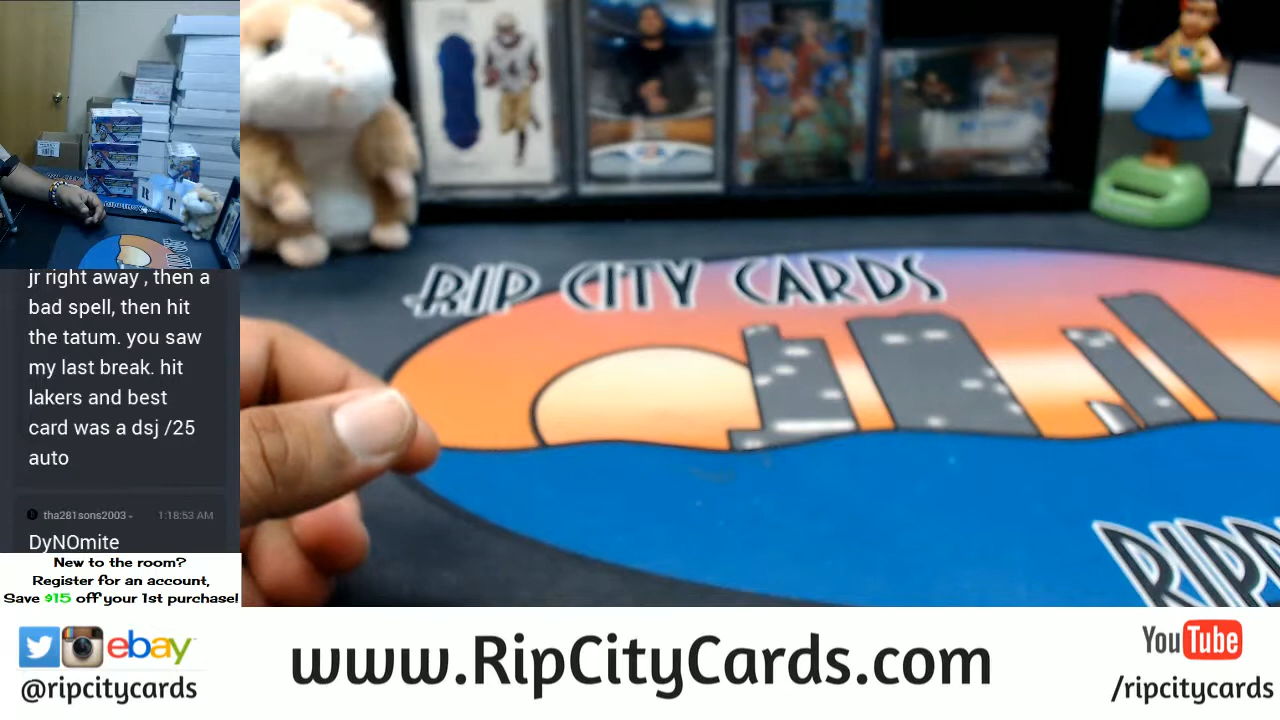 jr right away , then a
bad spell, then hit
the tatum. you saw
my last break. hit
lakers and best
card was a dsj /25
auto
tha281sons2003
1:18:53 AM
DyNOmite
New to the room?
Register for an account,
Save $15 off your 1st purchase!
RIP CITY CARDS
R T
ebay
@ripcitycards
www.RipCityCards.com
YouTube
/ripcitycards